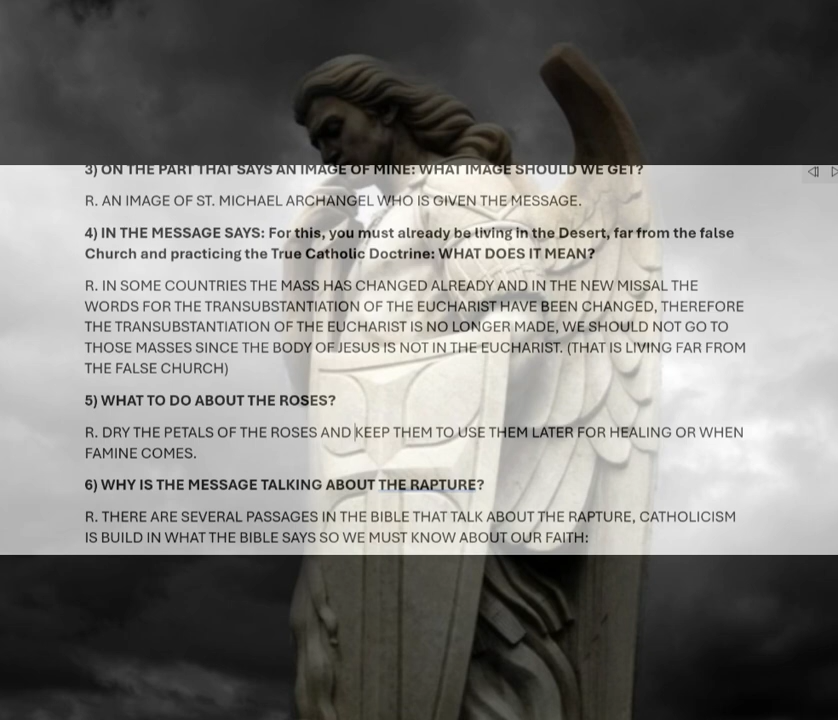 3) ON THE PART THAT SAYS AN IMAGE OF MINE: WHAT IMAGE SHOULD WE GET?
R. AN IMAGE OF ST. MICHAEL ARCHANGEL WHO IS GIVEN THE MESSAGE.
4) IN THE MESSAGE SAYS: For this, you must already be living in the Desert, far from the false
Church and practicing the True Catholic Doctrine: WHAT DOES IT MEAN?
R. IN SOME COUNTRIES THE MASS HAS CHANGED ALREADY AND IN THE NEW MISSAL THE
WORDS FOR THE TRANSUBSTANTIATION OF THE EUCHARIST HAVE BEEN CHANGED, THEREFORE
THE TRANSUBSTANTIATION OF THE EUCHARIST IS NO LONGER MADE, WE SHOULD NOT GO TO
THOSE MASSES SINCE THE BODY OF JESUS IS NOT IN THE EUCHARIST. (THAT IS LIVING FAR FROM
THE FALSE CHURCH)
5) WHAT TO DO ABOUT THE ROSES?
R. DRY THE PETALS OF THE ROSES AND KEEP THEM TO USE THEM LATER FOR HEALING OR WHEN
FAMINE COMES.
6) WHY IS THE MESSAGE TALKING ABOUT THE RAPTURE?
R. THERE ARE SEVERAL PASSAGES IN THE BIBLE THAT TALK ABOUT THE RAPTURE, CATHOLICISM
IS BUILD IN WHAT THE BIBLE SAYS SO WE MUST KNOW ABOUT OUR FAITH: